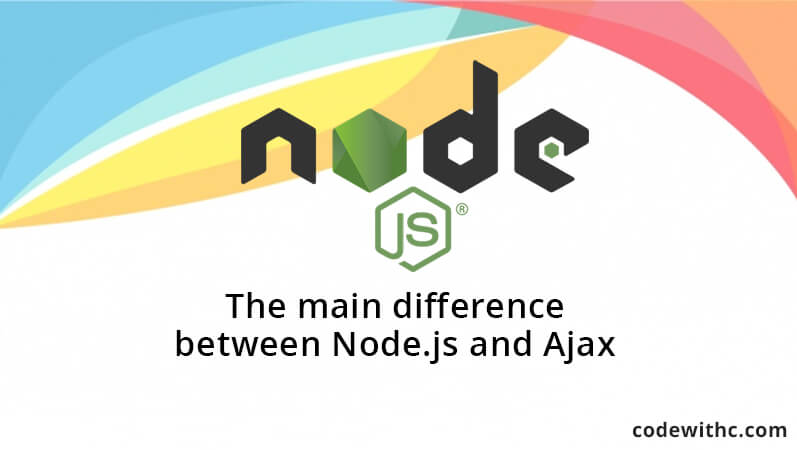 node
JS®
The main difference
between Node.js and Ajax
codewithc.com